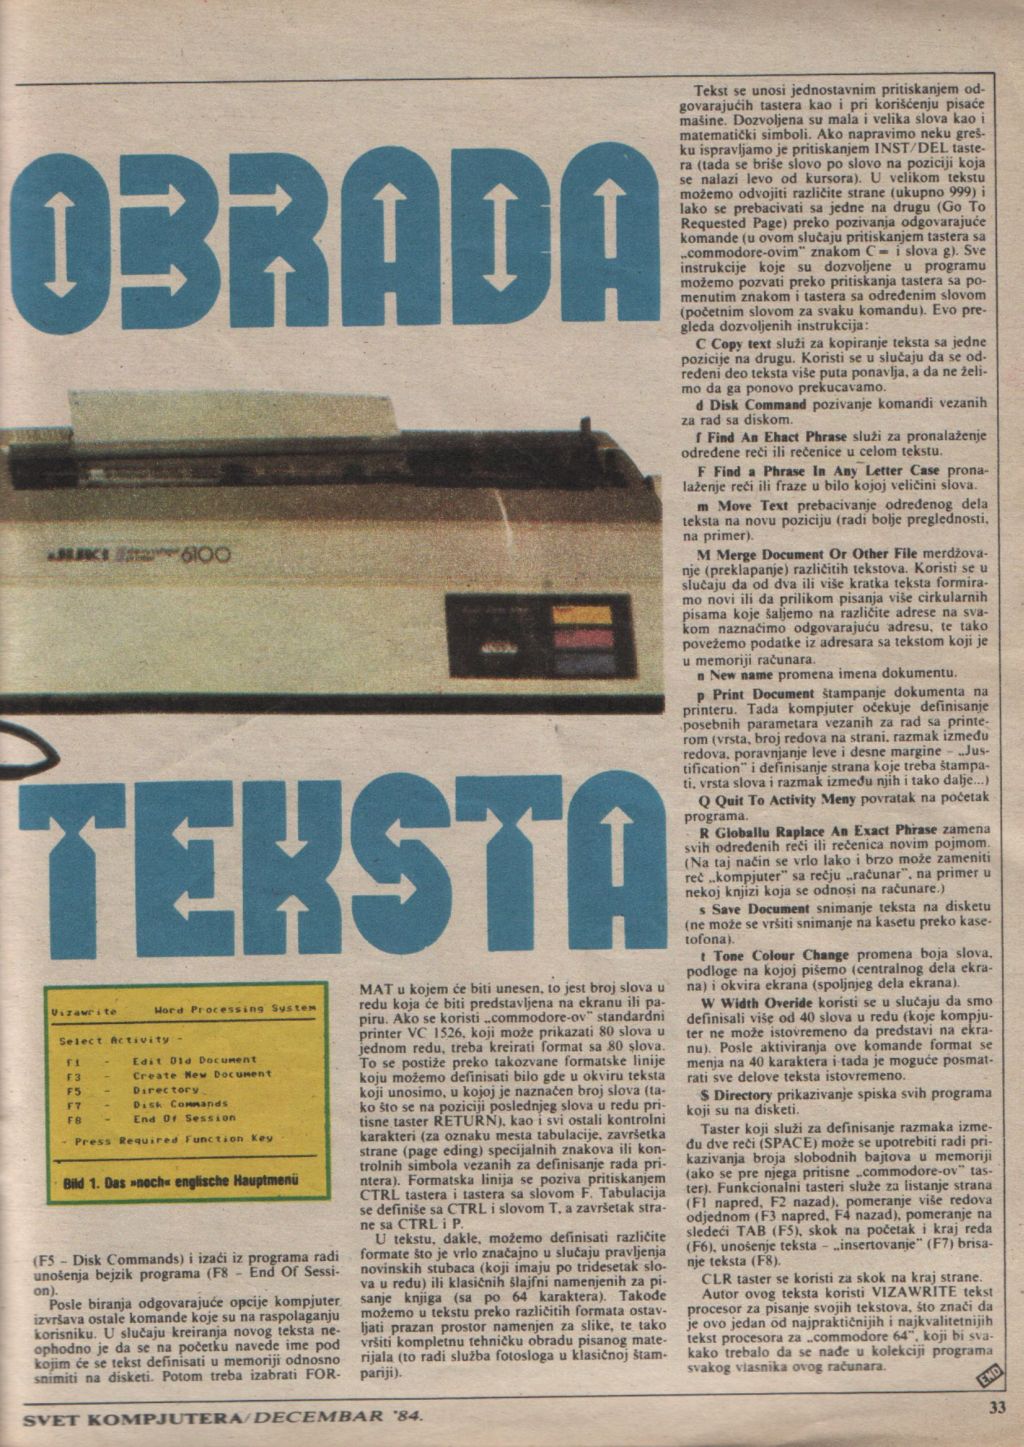 OBRADA
JUKI 6100
TEKSTA
Vizawrite Word Processing System
Select Activity -
f1 - Edit Old Document
F3 - Create New Document
F5 - Directory
F7 - Disk Commands
F8 - End Of Session
- Press Required Function Key
Bild 1. Das »noch« englische Hauptmenü
(F5 - Disk Commands) i izaći iz programa radi
unošenja bejzik programa (F8 - End Of Sessi-
on).
Posle biranja odgovarajuće opcije kompjuter
izvršava ostale komande koje su na raspolaganju
korisniku. U slučaju kreiranja novog teksta ne-
ophodno je da se na početku navede ime pod
kojim će se tekst definisati u memoriji odnosno
snimiti na disketi. Potom treba izabrati FOR-
MAT u kojem će biti unesen, to jest broj slova u
redu koja će biti predstavljena na ekranu ili pa-
piru. Ako se koristi „commodore-ov” standardni
printer VC 1526, koji može prikazati 80 slova u
jednom redu, treba kreirati format sa 80 slova.
To se postiže preko takozvane formatske linije
koju možemo definisati bilo gde u okviru teksta
koji unosimo, u kojoj je naznačen broj slova (ta-
ko što se na poziciji poslednjeg slova u redu pri-
tisne taster RETURN), kao i svi ostali kontrolni
karakteri (za oznaku mesta tabulacije, završetka
strane (page eding) specijalnih znakova ili kon-
trolnih simbola vezanih za definisanje rada pri-
ntera). Formatska linija se poziva pritiskanjem
CTRL tastera i tastera sa slovom F. Tabulacija
se definiše sa CTRL i slovom T, a završetak stra-
ne sa CTRL i P.
U tekstu, dakle, možemo definisati različite
formate što je vrlo značajno u slučaju pravljenja
novinskih stubaca (koji imaju po tridesetak slo-
va u redu) ili klasičnih šlajfni namenjenih za pi-
sanje knjiga (sa po 64 karaktera). Takođe
možemo u tekstu preko različitih formata ostav-
ljati prazan prostor namenjen za slike, te tako
vršiti kompletnu tehničku obradu pisanog mate-
rijala (to radi služba fotosloga u klasičnoj štam-
pariji).
Tekst se unosi jednostavnim pritiskanjem od-
govarajućih tastera kao i pri korišćenju pisaće
mašine. Dozvoljena su mala i velika slova kao i
matematički simboli. Ako napravimo neku greš-
ku ispravljamo je pritiskanjem INST/DEL taste-
ra (tada se briše slovo po slovo na poziciji koja
se nalazi levo od kursora). U velikom tekstu
možemo odvojiti različite strane (ukupno 999) i
lako se prebacivati sa jedne na drugu (Go To
Requested Page) preko pozivanja odgovarajuće
komande (u ovom slučaju pritiskanjem tastera sa
„commodore-ovim” znakom C= i slova g). Sve
instrukcije koje su dozvoljene u programu
možemo pozvati preko pritiskanja tastera sa po-
menutim znakom i tastera sa određenim slovom
(početnim slovom za svaku komandu). Evo pre-
gleda dozvoljenih instrukcija:
C Copy text služi za kopiranje teksta sa jedne
pozicije na drugu. Koristi se u slučaju da se od-
ređeni deo teksta više puta ponavlja, a da ne želi-
mo da ga ponovo prekucavamo.
d Disk Command pozivanje komandi vezanih
za rad sa diskom.
f Find An Ehact Phrase služi za pronalaženje
određene reči ili rečenice u celom tekstu.
F Find a Phrase In Any Letter Case prona-
laženje reči ili fraze u bilo kojoj veličini slova.
m Move Text prebacivanje određenog dela
teksta na novu poziciju (radi bolje preglednosti,
na primer).
M Merge Document Or Other File merdžova-
nje (preklapanje) različitih tekstova. Koristi se u
slučaju da od dva ili više kratka teksta formira-
mo novi ili da prilikom pisanja više cirkularnih
pisama koje šaljemo na različite adrese na sva-
kom naznačimo odgovarajuću adresu, te tako
povežemo podatke iz adresara sa tekstom koji je
u memoriji računara.
n New name promena imena dokumentu.
p Print Document štampanje dokumenta na
printeru. Tada kompjuter očekuje definisanje
posebnih parametara vezanih za rad sa printe-
rom (vrsta, broj redova na strani, razmak između
redova, poravnjanje leve i desne margine - „Jus-
tification” i definisanje strana koje treba štampa-
ti, vrsta slova i razmak između njih i tako dalje...)
Q Quit To Activity Meny povratak na početak
programa.
R Globallu Raplace An Exact Phrase zamena
svih određenih reči ili rečenica novim pojmom.
(Na taj način se vrlo lako i brzo može zameniti
reč „kompjuter” sa rečju „računar”, na primer u
nekoj knjizi koja se odnosi na računare.)
s Save Document snimanje teksta na disketu
(ne može se vršiti snimanje na kasetu preko kase-
tofona).
t Tone Colour Change promena boja slova,
podloge na kojoj pišemo (centralnog dela ekra-
na) i okvira ekrana (spoljnjeg dela ekrana).
W Width Overide koristi se u slučaju da smo
definisali više od 40 slova u redu (koje kompju-
ter ne može istovremeno da predstavi na ekra-
nu). Posle aktiviranja ove komande format se
menja na 40 karaktera i tada je moguće posmat-
rati sve delove teksta istovremeno.
$ Directory prikazivanje spiska svih programa
koji su na disketi.
Taster koji služi za definisanje razmaka izme-
đu dve reči (SPACE) može se upotrebiti radi pri-
kazivanja broja slobodnih bajtova u memoriji
(ako se pre njega pritisne „commodore-ov” tas-
ter). Funkcionalni tasteri služe za listanje strana
(F1 napred, F2 nazad), pomeranje više redova
odjednom (F3 napred, F4 nazad), pomeranje na
sledeći TAB (F5), skok na početak i kraj reda
(F6), unošenje teksta - „insertovanje” (F7) brisa-
nje teksta (F8).
CLR taster se koristi za skok na kraj strane.
Autor ovog teksta koristi VIZAWRITE tekst
procesor za pisanje svojih tekstova, što znači da
je ovo jedan od najpraktičnijih i najkvalitetnijih
tekst procesora za „commodore 64”, koji bi sva-
kako trebalo da se nađe u kolekciji programa
svakog vlasnika ovog računara.
END
SVET KOMPJUTERA/DECEMBAR '84.
33